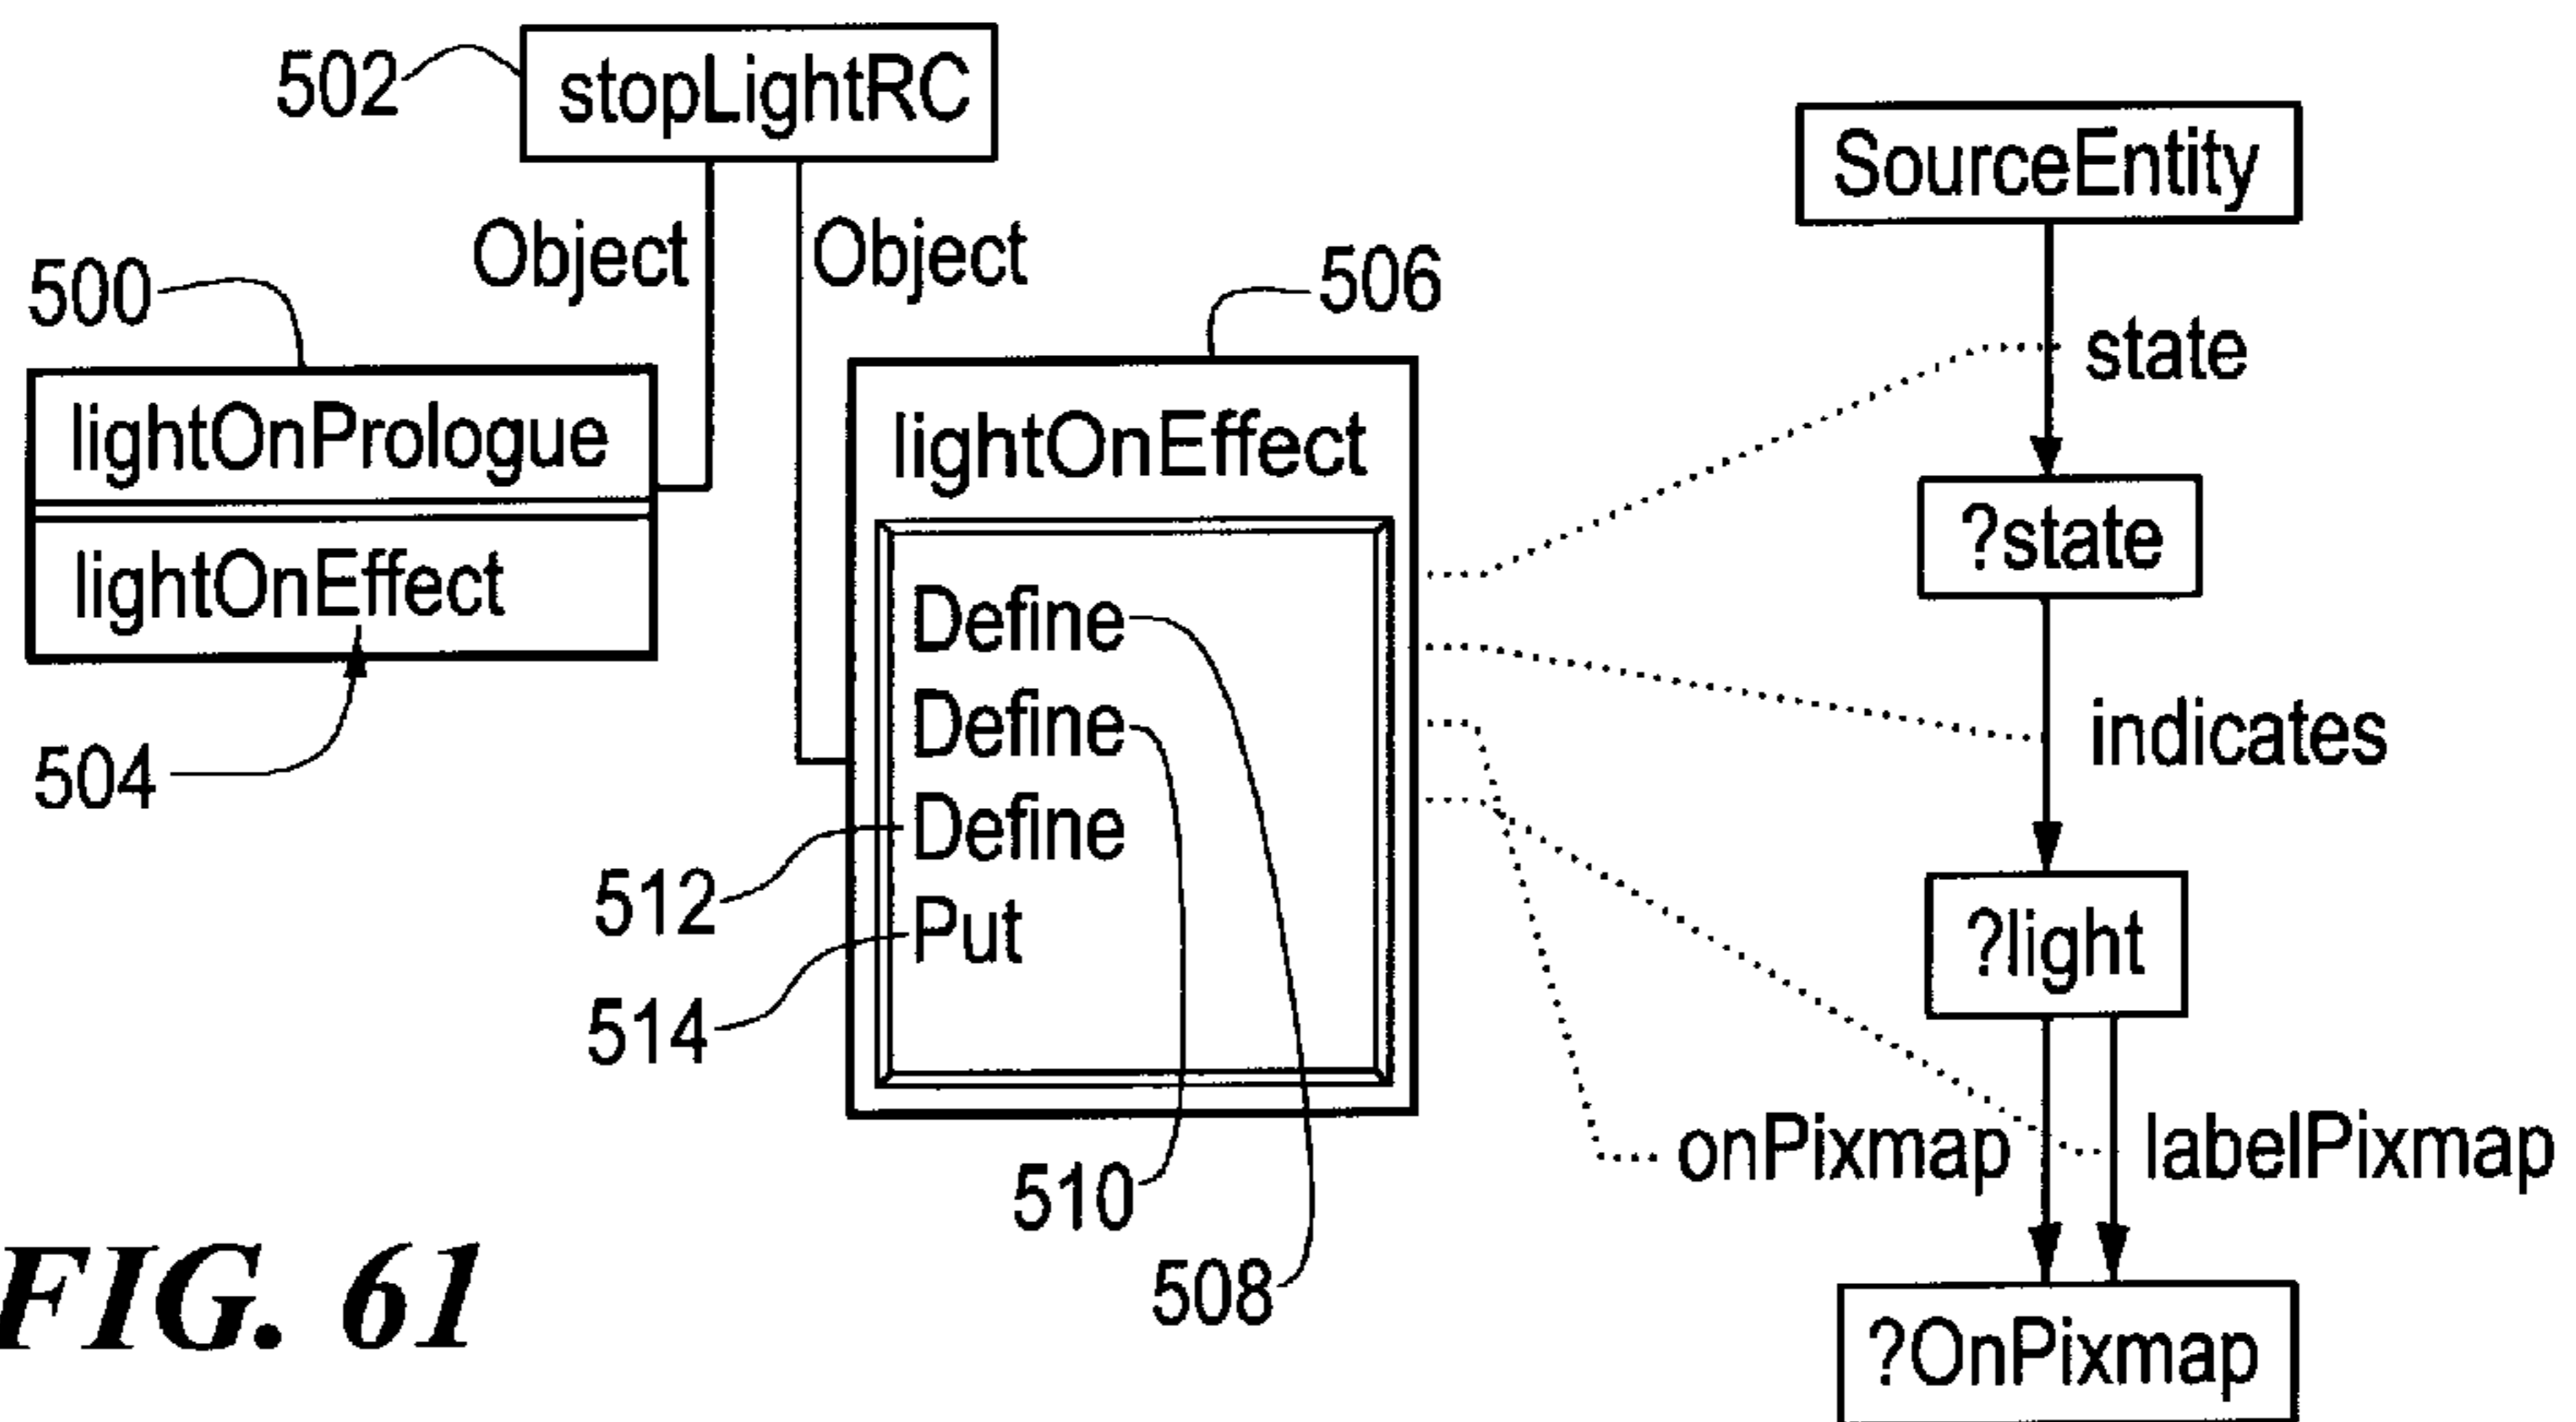 502
stopLightRC
SourceEntity
Object
Object
500
506
state
lightOnPrologue
lightOnEffect
504
lightOnEffect
?state
Define
Define
Define
Put
512
514
indicates
?light
510
508
onPixmap
labelPixmap
?OnPixmap
FIG. 61